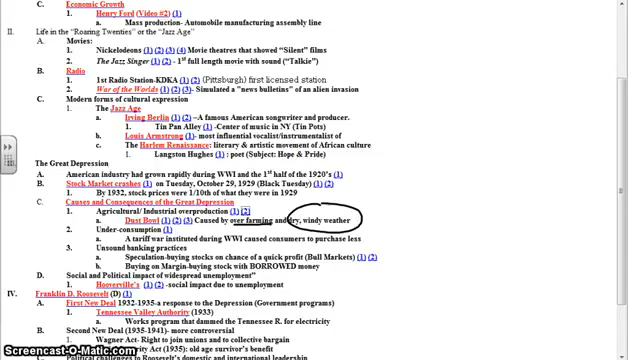 C. Economic Growth
1. Henry Ford (Video #2) (1)
a. Mass production- Automobile manufacturing assembly line
II. Life in the "Roaring Twenties" or the "Jazz Age"
A. Movies:
1. Nickelodeons (1) (2) (3) (4) Movie theatres that showed "Silent" films
2. The Jazz Singer (1) (2) - 1st full length movie with sound ("Talkie")
B. Radio
1. 1st Radio Station-KDKA (1) (2) (Pittsburgh) first licensed station
2. War of the Worlds (1) (2) (3)- Simulated a "news bulletins" of an alien invasion
C. Modern forms of cultural expression
1. The Jazz Age
a. Irving Berlin (1) (2) –A famous American songwriter and producer.
1. Tin Pan Alley (1) -Center of music in NY (Tin Pots)
b. Louis Armstrong (1)- most influential vocalist/instrumentalist of
c. The Harlem Renaissance: literary & artistic movement of African culture
1. Langston Hughes (1) : poet (Subject: Hope & Pride)
III. The Great Depression
A. American industry had grown rapidly during WWI and the 1st half of the 1920's (1)
B. Stock Market crashes (1) on Tuesday, October 29, 1929 (Black Tuesday) (1) (2)
1. By 1932, stock prices were 1/10th of what they were in 1929
C. Causes and Consequences of the Great Depression
1. Agricultural/ Industrial overproduction (1) (2)
a. Dust Bowl (1) (2) (3) Caused by over farming and dry, windy weather
2. Under-consumption (1)
a. A tariff war instituted during WWI caused consumers to purchase less
3. Unsound banking practices
a. Speculation-buying stocks on chance of a quick profit (Bull Markets) (1) (2)
b. Buying on Margin-buying stock with BORROWED money
D. Social and Political impact of widespread unemployment"
1. Hooverville's (1) (2) -social impact due to unemployment
IV. Franklin D. Roosevelt (D) (1)
A. First New Deal 1932-1935-a response to the Depression (Government programs)
1. Tennessee Valley Authority (1933)
a. Works program that dammed the Tennessee R. for electricity
B. Second New Deal (1935-1941)- more controversial
1. Wagner Act- Right to join unions and to collective bargain
Act (1935): old age survivor's benefit
Political challenges to Roosevelt's domestic and international leadership
Screencast-O-Matic.com